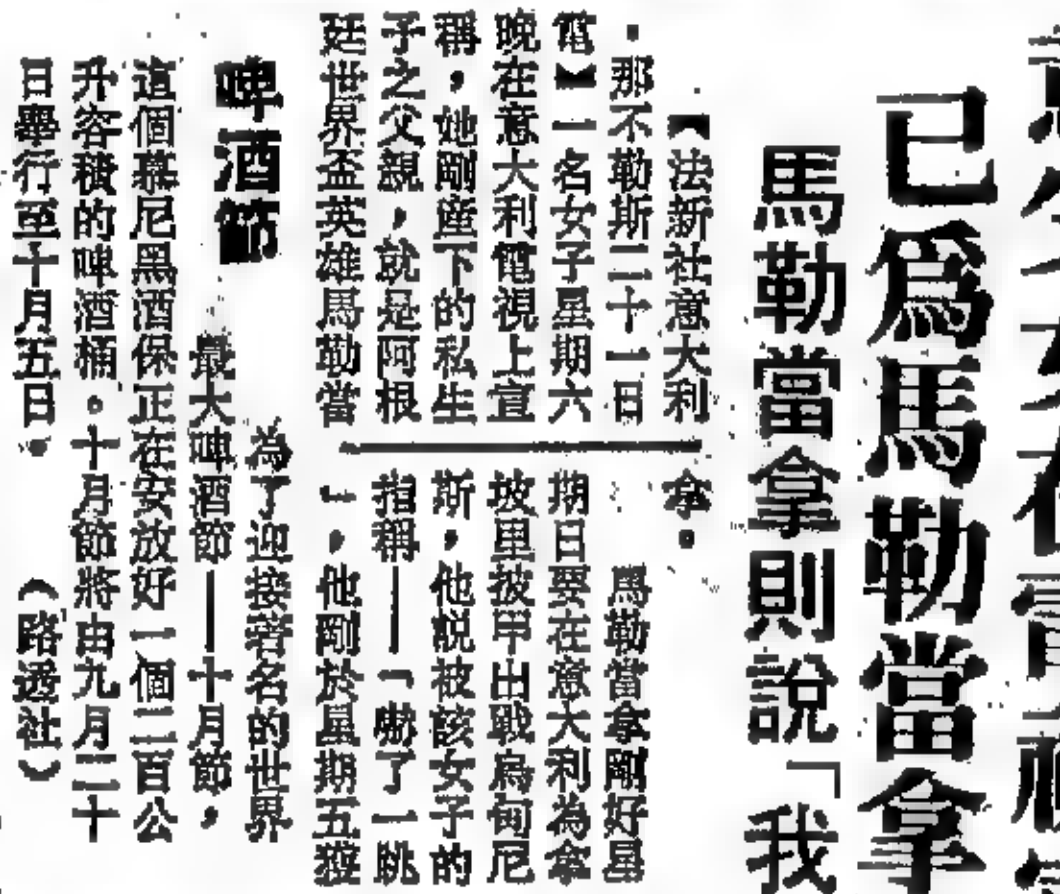 已爲馬勒當拿
馬勒當拿則説「我
【法新社意大利
那不勒斯二十一日
電】一名女子星期六
晚在意大利電視上宣
稱，她剛産下的私生
子之父親，就是阿根
廷世界盃英雄馬勒當
拿。
馬勒當拿剛好星
期日要在意大利為拿
坡里披甲出戰烏甸尼
斯，他説被該女子的
指稱——「嚇了一跳
」，他剛於星期五獲
啤酒節
為了迎接著名的世界
最大啤酒節——十月節，
這個慕尼黑酒保正在安放好一個二百公
升容積的啤酒桶。十月節將由九月二十
日舉行至十月五日。（路透社）